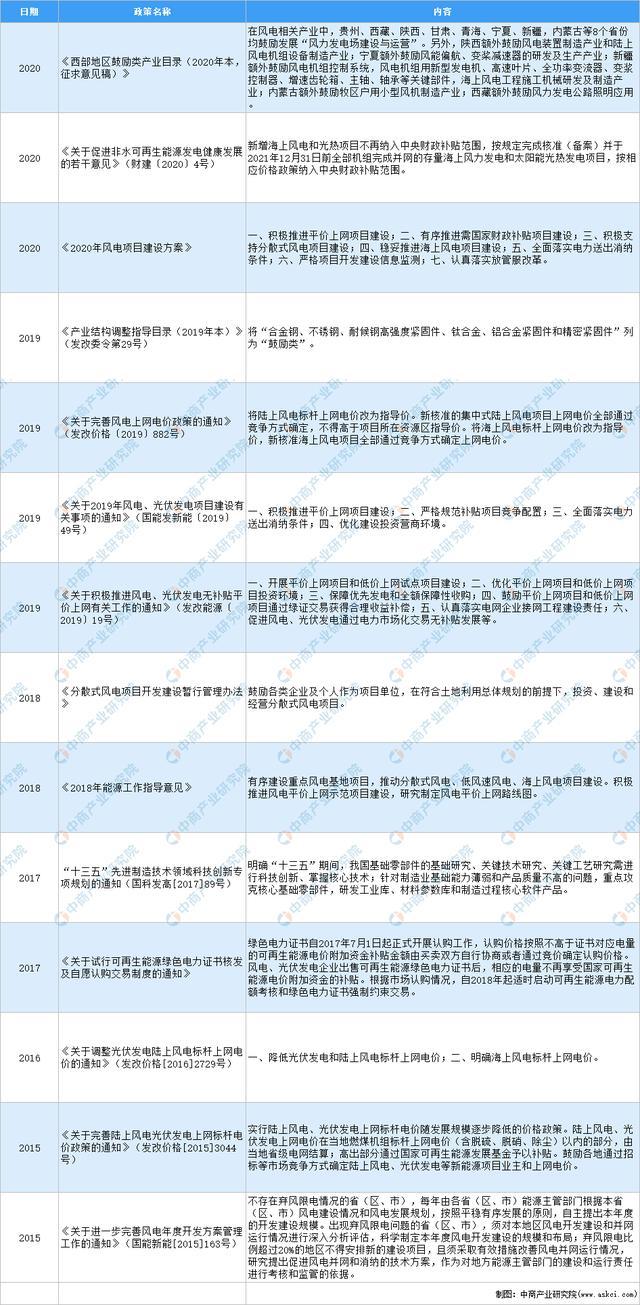 日期 政策名称 内容
2020
《西部地区鼓励类产业目录（2020年本，
征求意见稿）》
在风电相关产业中，贵州、西藏、陕西、甘肃、青海、宁夏、新疆，内蒙古等8个省份
均鼓励发展“风力发电场建设与运营”。另外，陕西额外鼓励风电装置制造产业和陆上
风电机组设备制造产业；宁夏额外鼓励风能偏航、变桨减速器的研发及生产产业；新疆
额外鼓励风电机组控制系统，风电机组用新型发电机、高速叶片、全功率变流器、变桨
控制器、增速齿轮箱、主轴、轴承等关键部件，海上风电工程施工机械研发及制造产
业；内蒙古额外鼓励牧区户用小型风机制造产业；西藏额外鼓励风力发电公路照明应用
。
2020
《关于促进非水可再生能源发电健康发展
的若干意见》（财建〔2020〕4号）
新增海上风电和光热项目不再纳入中央财政补贴范围，按规定完成核准（备案）并于
2021年12月31日前全部机组完成并网的存量海上风力发电和太阳能光热发电项目，按相
应价格政策纳入中央财政补贴范围。
2020
《2020年风电项目建设方案》
一、积极推进平价上网项目建设；二、有序推进需国家财政补贴项目建设；三、积极支
持分散式风电项目建设；四、稳妥推进海上风电项目建设；五、全面落实电力送出消纳
条件；六、严格项目开发建设信息监测；七、认真落实放管服改革。
2019
《产业结构调整指导目录（2019年本）》
（发改委令第29号）
将“合金钢、不锈钢、耐候钢高强度紧固件、钛合金、铝合金紧固件和精密紧固件”列
为“鼓励类”。
2019
《关于完善风电上网电价政策的通知》
（发改价格〔2019〕882号）
将陆上风电标杆上网电价改为指导价。新核准的集中式陆上风电项目上网电价全部通过
竞争方式确定，不得高于项目所在资源区指导价。将海上风电标杆上网电价改为指导
价，新核准海上风电项目全部通过竞争方式确定上网电价。
2019
《关于2019年风电、光伏发电项目建设有
关事项的通知》（国能发新能〔2019〕
49号）
一、积极推进平价上网项目建设；二、严格规范补贴项目竞争配置；三、全面落实电力
送出消纳条件；四、优化建设投资营商环境。
2019
《关于积极推进风电、光伏发电无补贴平
价上网有关工作的通知》（发改能源〔
2019〕19号）
一、开展平价上网项目和低价上网试点项目建设；二、优化平价上网项目和低价上网项
目投资环境；三、保障优先发电和全额保障性收购；四、鼓励平价上网项目和低价上网
项目通过绿证交易获得合理收益补偿；五、认真落实电网企业接网工程建设责任；六、
促进风电、光伏发电通过电力市场化交易无补贴发展等。
2018
《分散式风电项目开发建设暂行管理办法
》
鼓励各类企业及个人作为项目单位，在符合土地利用总体规划的前提下，投资、建设和
经营分散式风电项目。
2018
《2018年能源工作指导意见》
有序建设重点风电基地项目，推动分散式风电、低风速风电、海上风电项目建设。积极
推进风电平价上网示范项目建设，研究制定风电平价上网路线图。
2017
“十三五”先进制造技术领域科技创新专
项规划的通知（国科发高[2017]89号）
明确“十三五”期间，我国基础零部件的基础研究、关键技术研究、关键工艺研究需进
行科技创新、掌握核心技术；针对制造业基础能力薄弱和产品质量不高的问题，重点攻
克核心基础零部件，研发工业库、材料参数库和制造过程核心软件产品。
2017
《关于试行可再生能源绿色电力证书核发
及自愿认购交易制度的通知》
绿色电力证书自2017年7月1日起正式开展认购工作，认购价格按照不高于证书对应电量
的可再生能源电价附加资金补贴金额由买卖双方自行协商或者通过竞价确定认购价格。
风电、光伏发电企业出售可再生能源绿色电力证书后，相应的电量不再享受国家可再生
能源电价附加资金的补贴。根据市场认购情况，自2018年起适时启动可再生能源电力配
额考核和绿色电力证书强制约束交易。
2016
《关于调整光伏发电陆上风电标杆上网电
价的通知》（发改价格[2016]2729号）
一、降低光伏发电和陆上风电标杆上网电价；二、明确海上风电标杆上网电价。
2015
《关于完善陆上风电光伏发电上网标杆电
价政策的通知》（发改价格[2015]3044
号）
实行陆上风电、光伏发电上网标杆电价随发展规模逐步降低的价格政策。陆上风电、光
伏发电上网电价在当地燃煤机组标杆上网电价（含脱硫、脱硝、除尘）以内的部分，由
当地省级电网结算；高出部分通过国家可再生能源发展基金予以补贴。鼓励各地通过招
标等市场竞争方式确定陆上风电、光伏发电等新能源项目业主和上网电价。
2015
《关于进一步完善风电年度开发方案管理
工作的通知》（国能新能[2015]163号）
不存在弃风限电情况的省（区、市），每年由各省（区、市）能源主管部门根据本省
（区、市）风电建设情况和风电发展规划，按照平稳有序发展的原则，自主提出本年度
的开发建设规模。出现弃风限电问题的省（区、市），须对本地区风电开发建设和并网
运行情况进行深入分析评估，科学制定本年度风电开发建设的规模和布局；弃风限电比
例超过20%的地区不得安排新的建设项目，且须采取有效措施改善风电并网运行情况，
研究提出促进风电并网和消纳的技术方案，作为对地方能源主管部门的建设和运行责任
进行考核和监管的依据。
制图：中商产业研究院(www.askci.com)